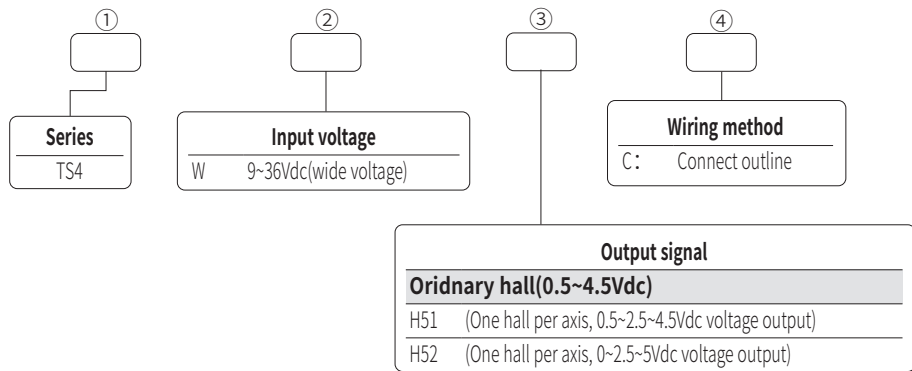 ① ② ③ ④
Series
TS4
Input voltage
W 9~36Vdc(wide voltage)
Wiring method
C: Connect outline
Output signal
Oridnary hall(0.5~4.5Vdc)
H51 (One hall per axis, 0.5~2.5~4.5Vdc voltage output)
H52 (One hall per axis, 0~2.5~5Vdc voltage output)